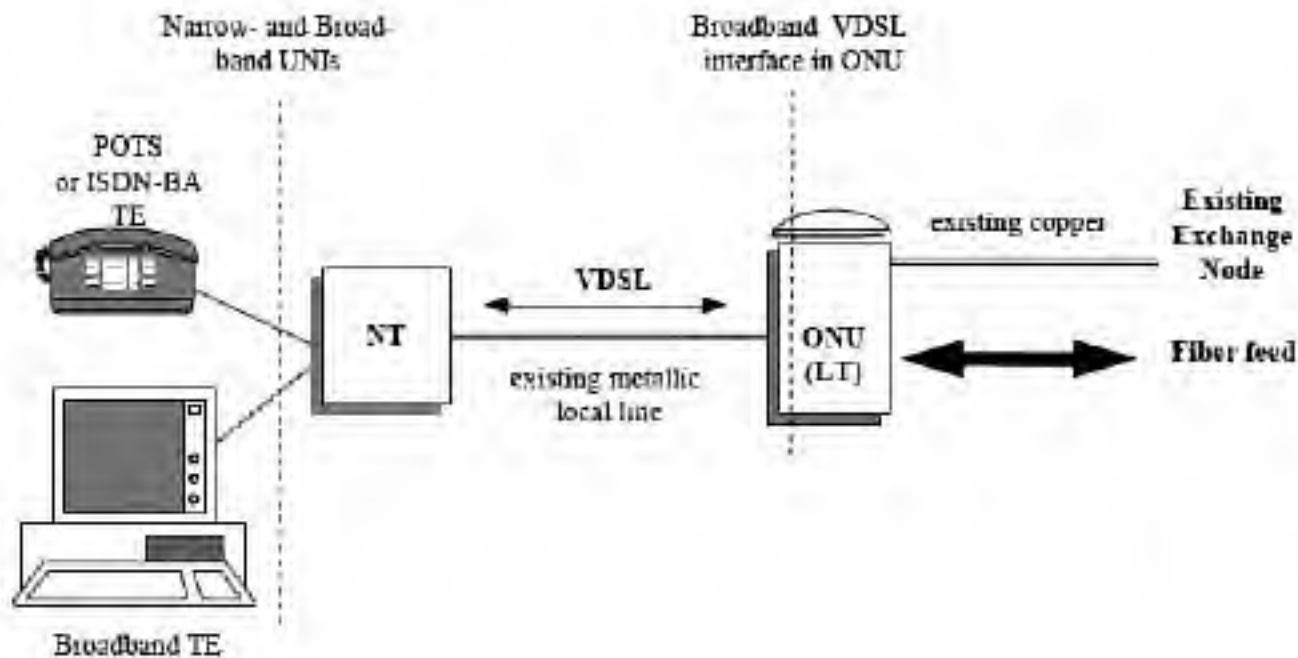 Narrow- and Broad-
band UNIs
Broadband VDSL
interface in ONU
POTS
or ISDN-BA
TE
existing copper
Existing
Exchange
Node
VDSL
NT
ONU
(LT)
Fiber feed
existing metallic
local line
Broadband TE